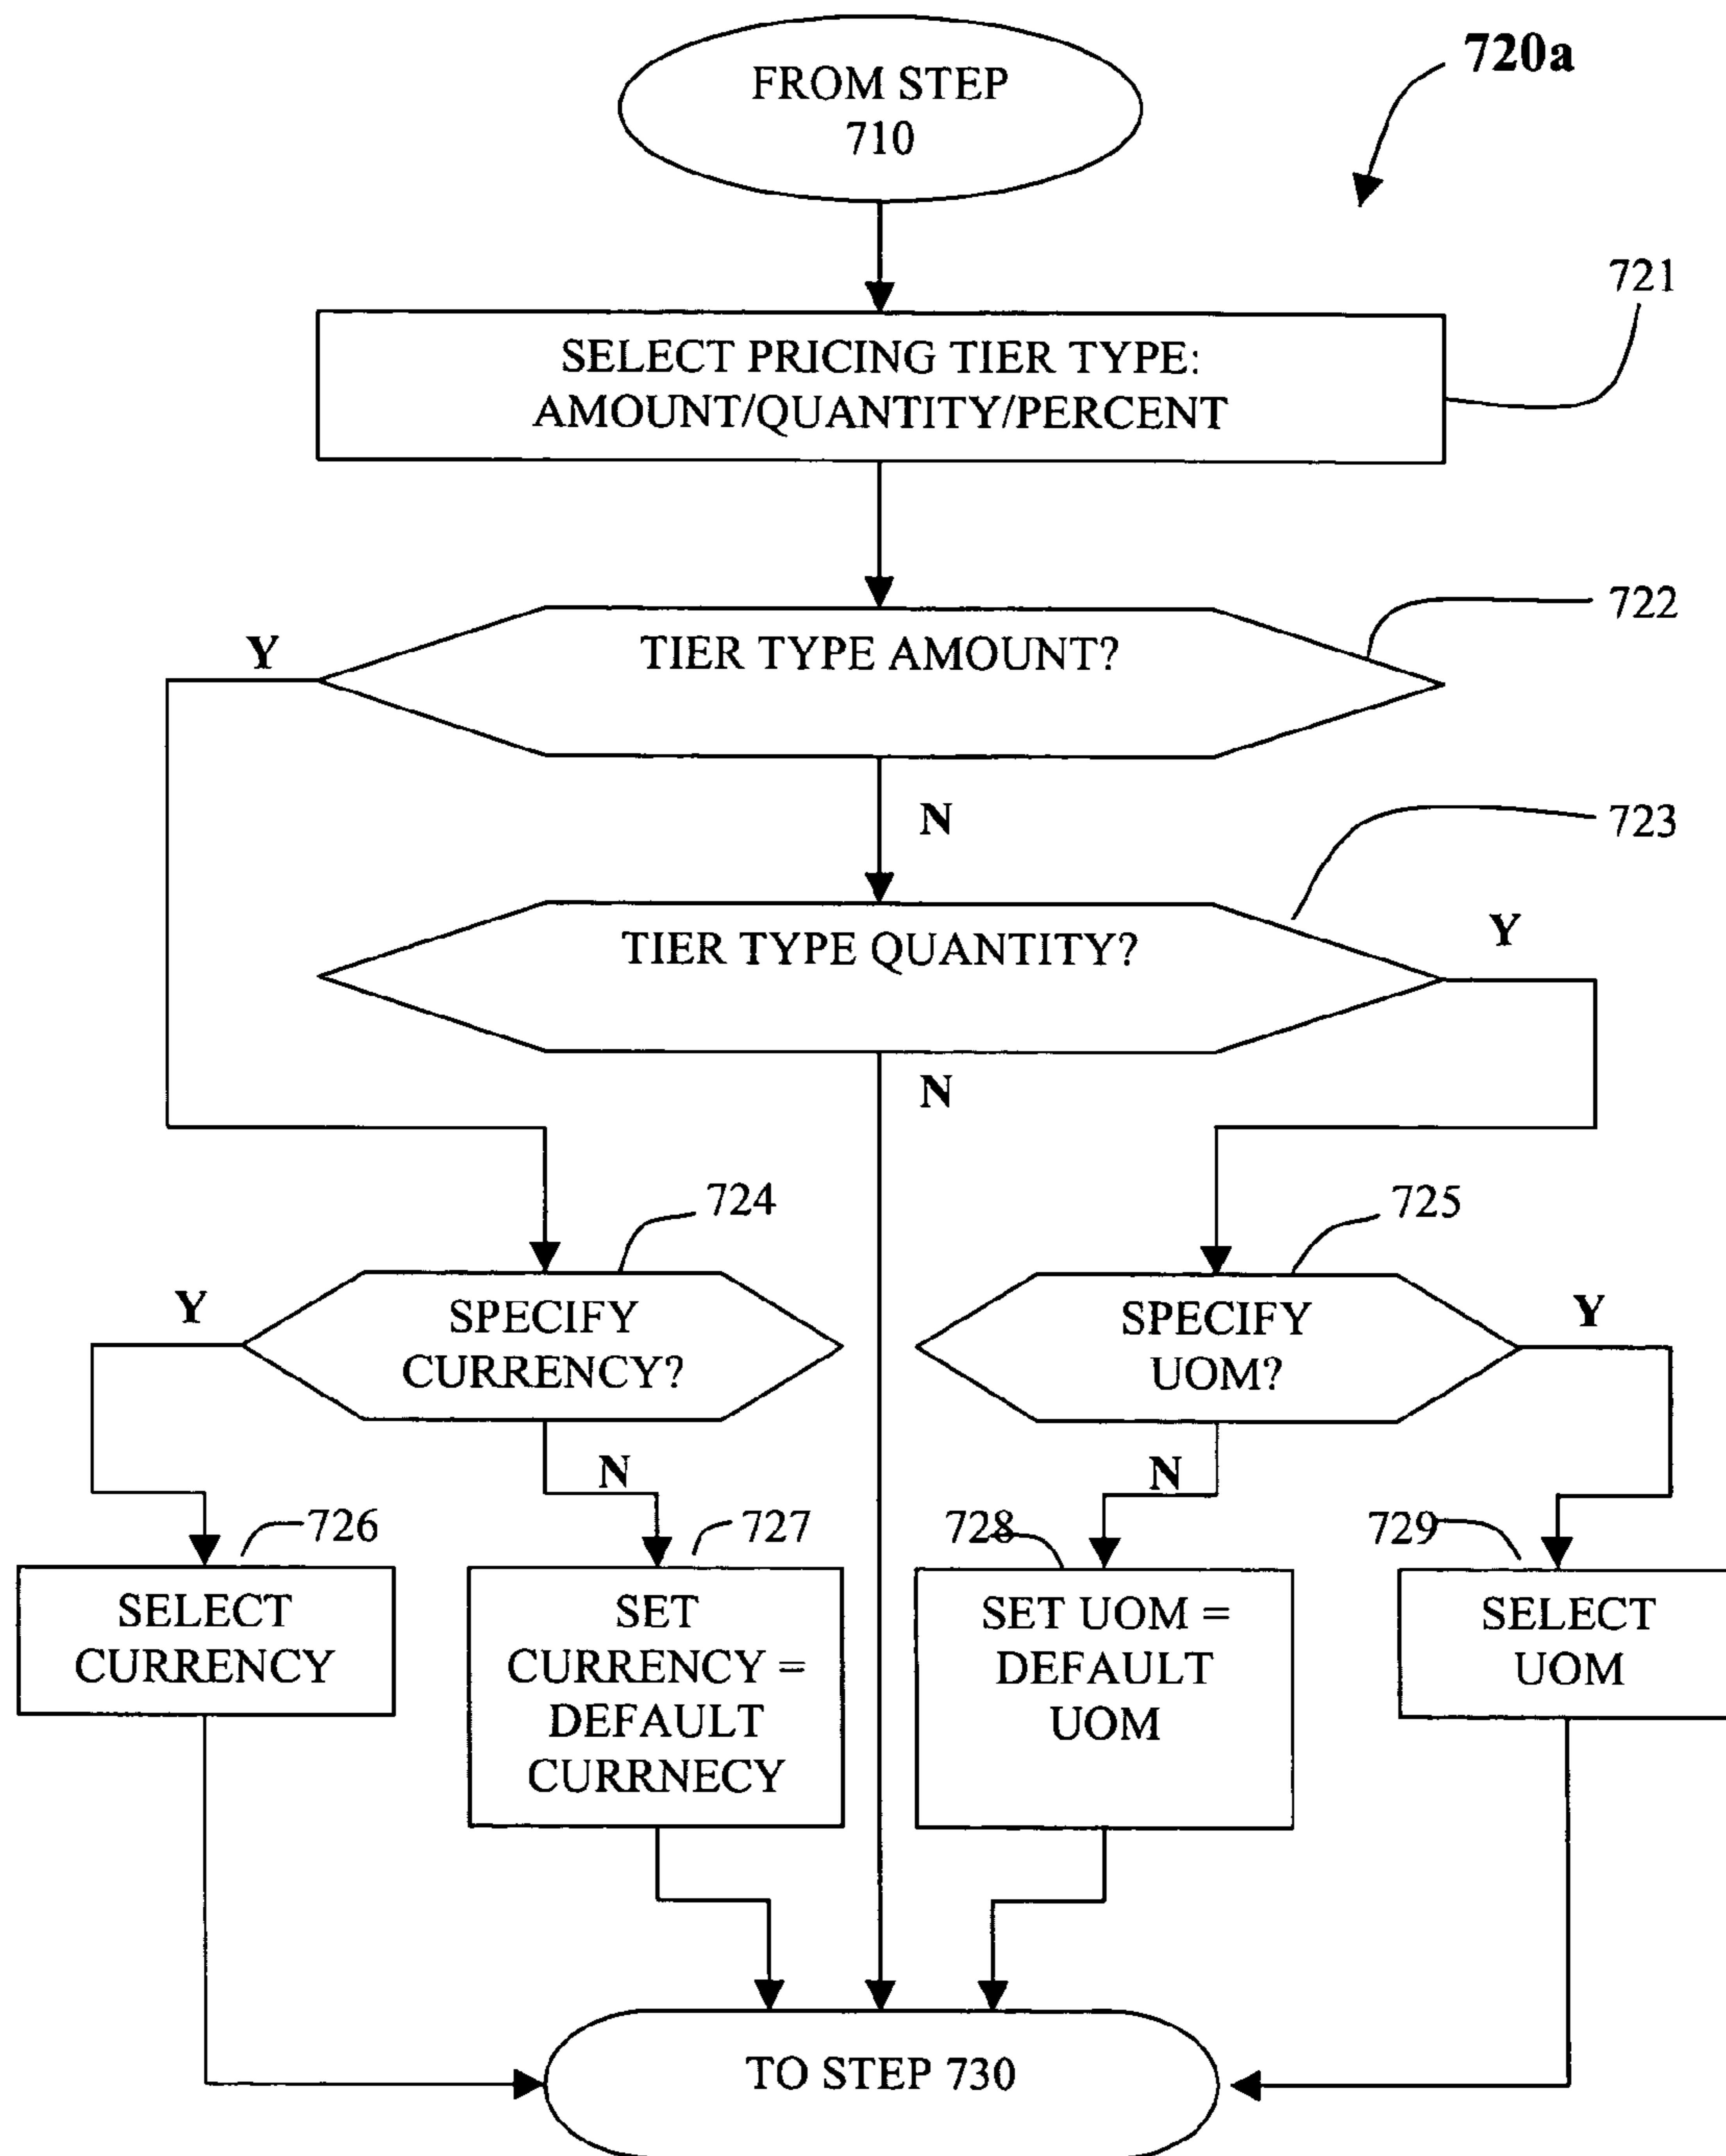 FROM STEP
710
720a
721
SELECT PRICING TIER TYPE:
AMOUNT/QUANTITY/PERCENT
722
Y
TIER TYPE AMOUNT?
N
723
Y
TIER TYPE QUANTITY?
N
724
725
Y
SPECIFY
CURRENCY?
SPECIFY
UOM?
Y
N
N
726
727
728
729
SELECT
CURRENCY
SET
CURRENCY =
DEFAULT
CURRNECY
SET UOM =
DEFAULT
UOM
SELECT
UOM
TO STEP 730